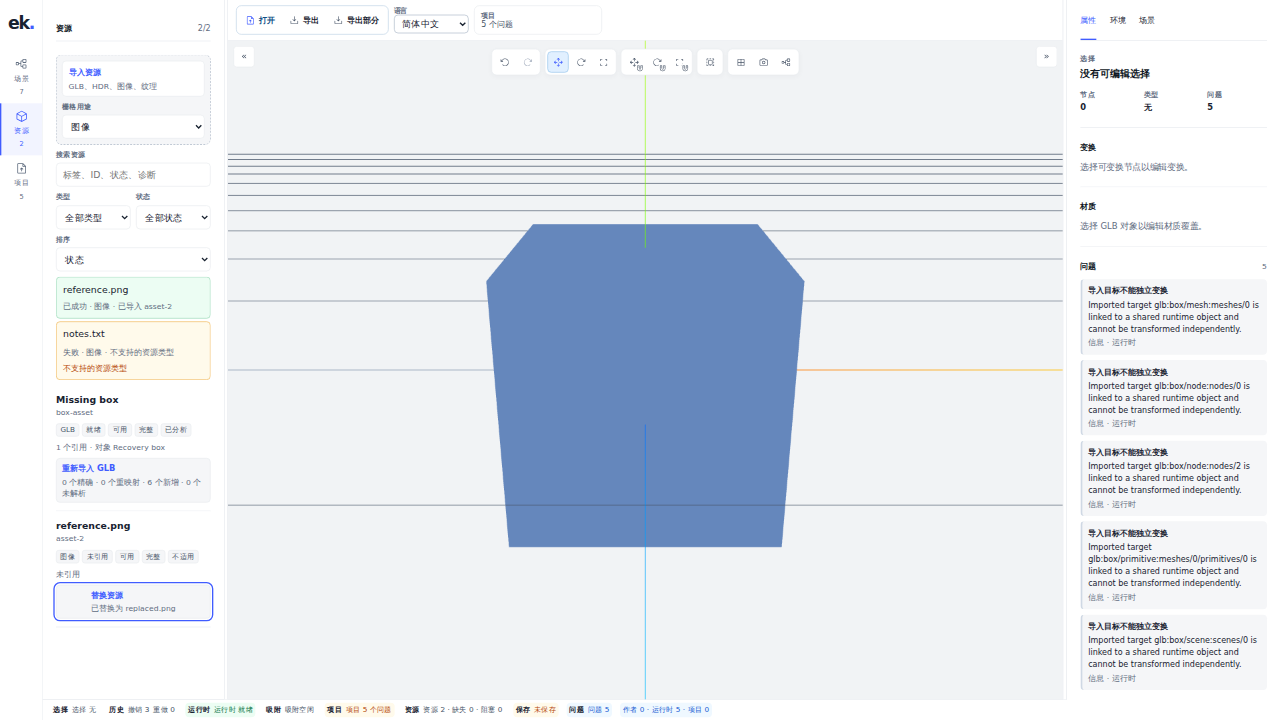 ek.
场景
7
资源
2
项目
5
资源
2/2
导入资源
GLB、HDR、图像、纹理
栅格用途
图像
搜索资源
标签、ID、状态、诊断
类型
状态
全部类型
全部状态
排序
状态
reference.png
已成功 · 图像 · 已导入 asset-2
notes.txt
失败 · 图像 · 不支持的资源类型
不支持的资源类型
Missing box
box-asset
GLB
就绪
可用
完整
已分析
1 个引用 · 对象 Recovery box
重新导入 GLB
0 个精确 · 0 个重映射 · 6 个新增 · 0 个
未解析
reference.png
asset-2
图像
未引用
可用
完整
不适用
未引用
替换资源
已替换为 replaced.png
打开
导出
导出部分
语言
简体中文
项目
5 个问题
«
»
属性
环境
场景
选择
没有可编辑选择
节点
类型
问题
0
无
5
变换
选择可变换节点以编辑变换。
材质
选择 GLB 对象以编辑材质覆盖。
问题
5
导入目标不能独立变换
Imported target glb:box/mesh:meshes/0 is
linked to a shared runtime object and
cannot be transformed independently.
信息 · 运行时
导入目标不能独立变换
Imported target glb:box/node:nodes/0 is
linked to a shared runtime object and
cannot be transformed independently.
信息 · 运行时
导入目标不能独立变换
Imported target glb:box/node:nodes/2 is
linked to a shared runtime object and
cannot be transformed independently.
信息 · 运行时
导入目标不能独立变换
Imported target
glb:box/primitive:meshes/0/primitives/0 is
linked to a shared runtime object and
cannot be transformed independently.
信息 · 运行时
导入目标不能独立变换
Imported target glb:box/scene:scenes/0 is
linked to a shared runtime object and
cannot be transformed independently.
信息 · 运行时
选择 选择 无
历史 撤销 3 重做 0
运行时 运行时 就绪
吸附 吸附空闲
项目 项目 5 个问题
资源 资源 2 · 缺失 0 · 阻塞 0
保存 未保存
问题 问题 5
作者 0 · 运行时 5 · 项目 0